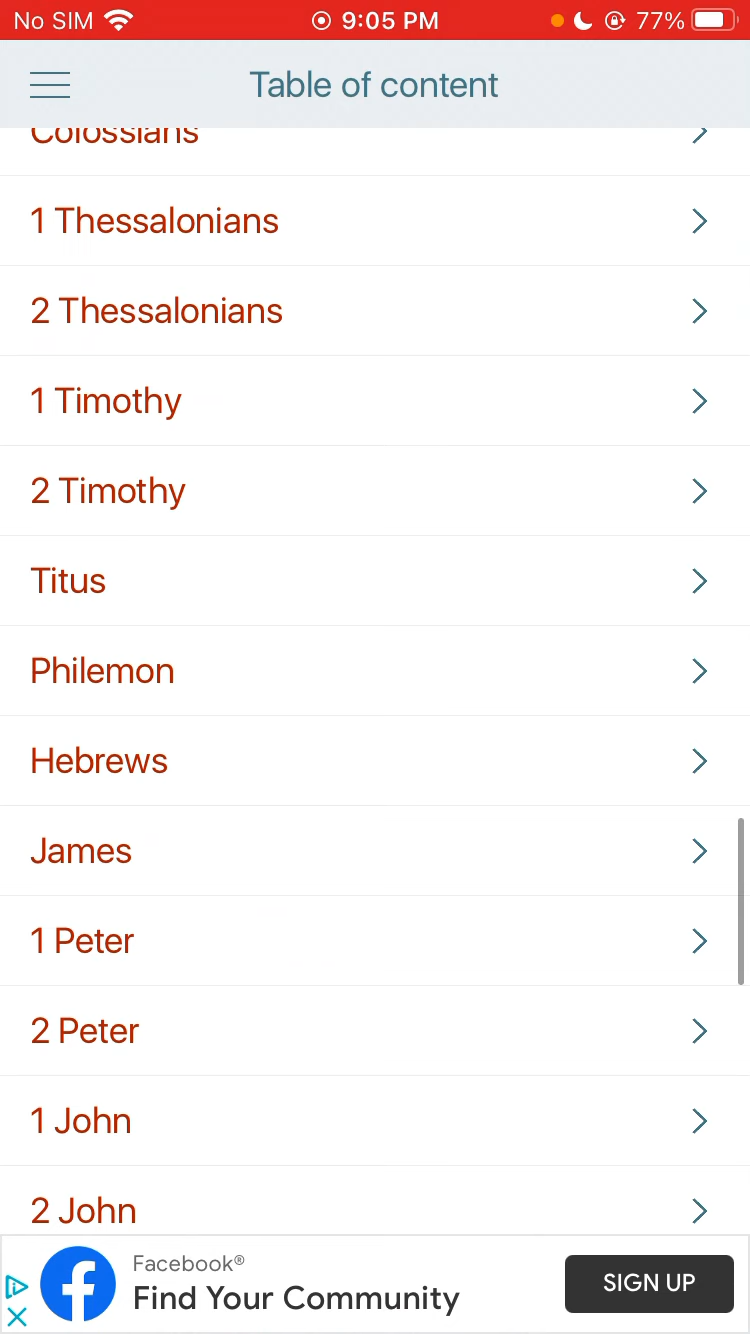 No SIM 9:05 PM 77%
Table of content
Colossians
1 Thessalonians
2 Thessalonians
1 Timothy
2 Timothy
Titus
Philemon
Hebrews
James
1 Peter
2 Peter
1 John
2 John
Facebook®
Find Your Community
SIGN UP